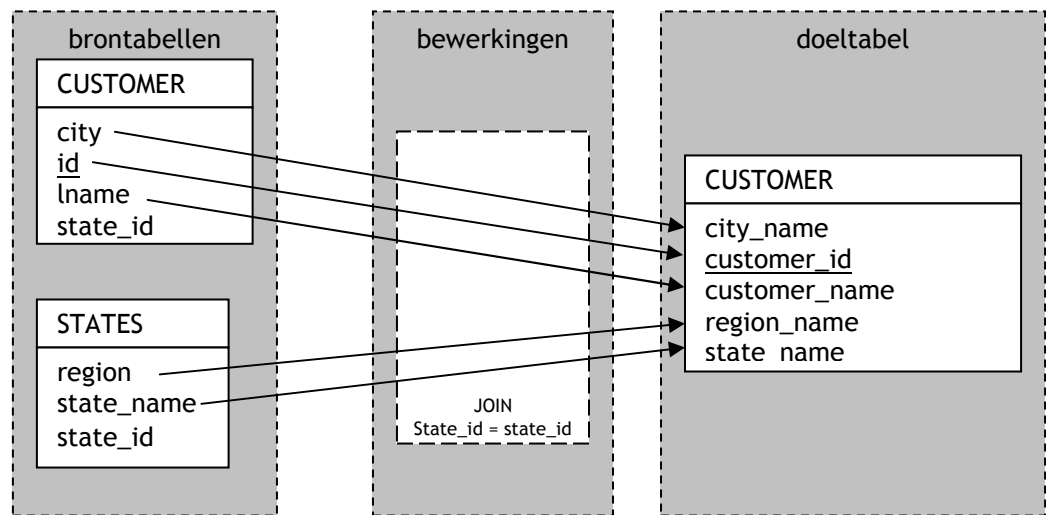 brontabellen
CUSTOMER
city
id
lname
state_id
STATES
region
state_name
state_id
bewerkingen
JOIN
State_id = state_id
doeltabel
CUSTOMER
city_name
customer_id
customer_name
region_name
state name